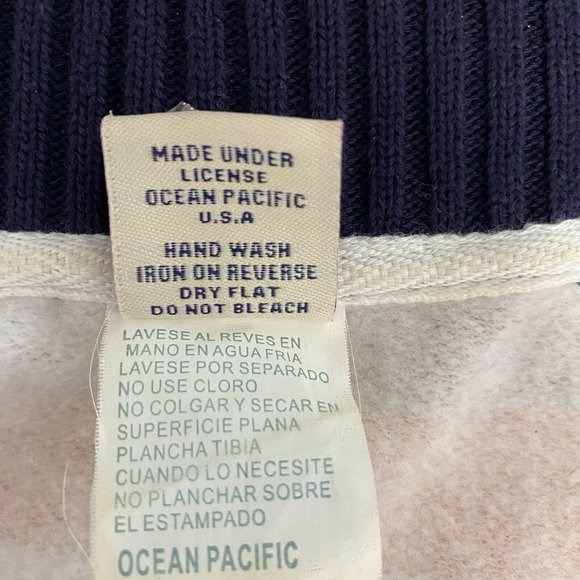 MADE UNDER
LICENSE
OCEAN PACIFIC
U.S.A
HAND WASH
IRON ON REVERSE
DRY FLAT
DO NOT BLEACH
LAVESE AL REVES EN
MANO EN AGUA FRIA
LAVESE POR SEPARADO
NO USE CLORO
NO COLGAR Y SECAR EN
SUPERFICIE PLANA
PLANCHA TIBIA
CUANDO LO NECESITE
NO PLANCHAR SOBRE
EL ESTAMPADO
OCEAN PACIFIC